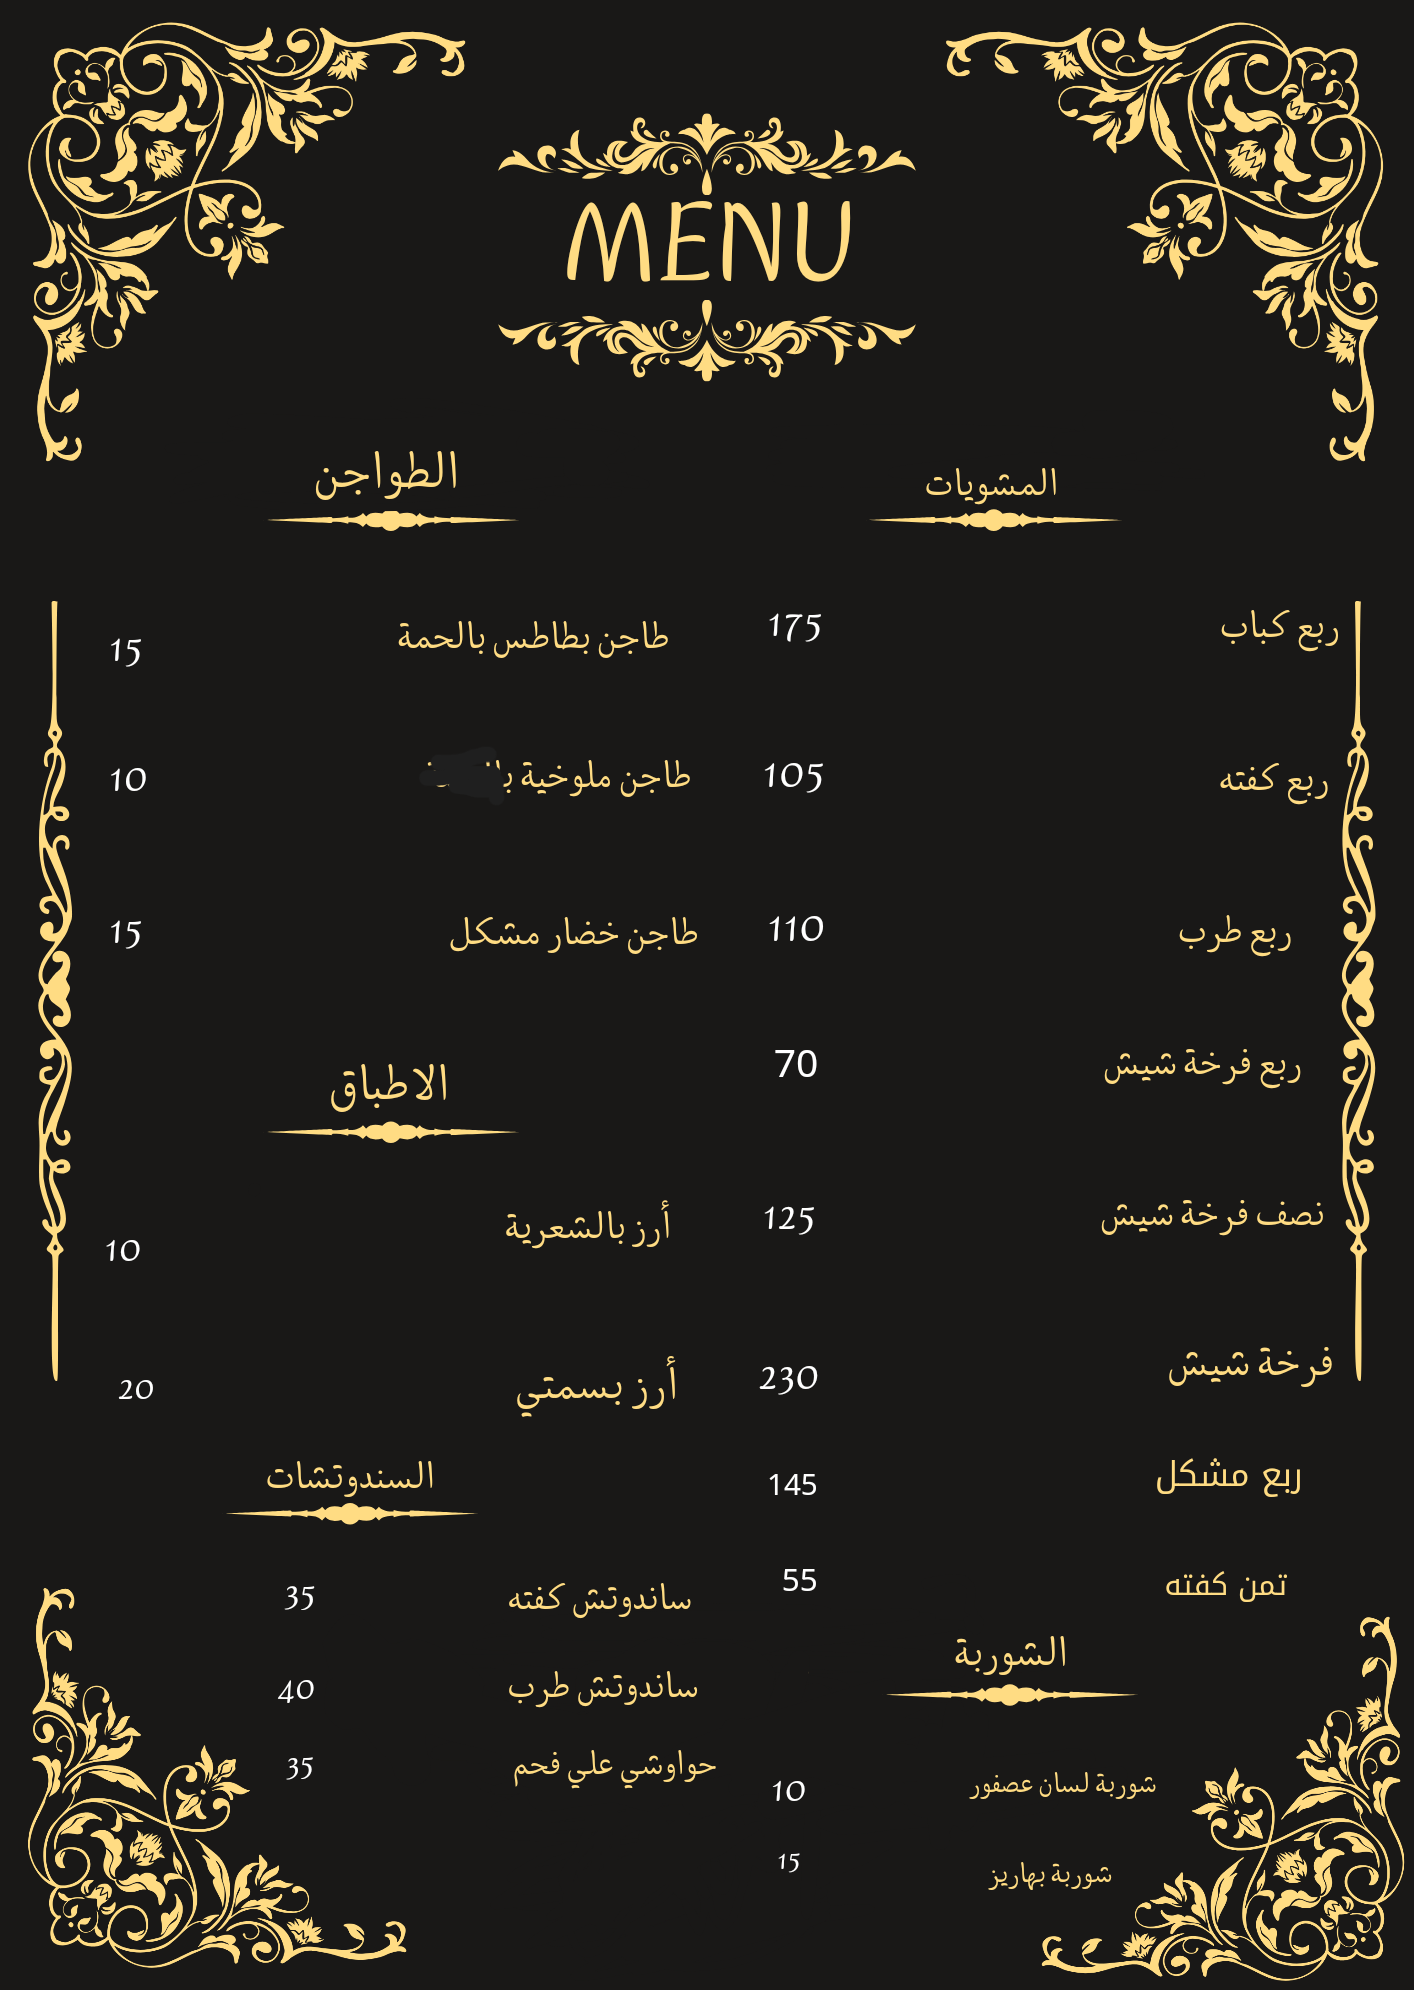 MENU
المشويات
ربع كباب 175
ربع كفته 105
ربع طرب 110
ربع فرخة شيش 70
نصف فرخة شيش 125
فرخة شيش 230
ربع مشكل 145
تمن كفته 55
الشوربة
شوربة لسان عصفور 10
شوربة بهاريز 15
الطواجن
طاجن بطاطس بالحمة 15
طاجن ملوخية 10
طاجن خضار مشكل 15
الاطباق
أرز بالشعرية 10
أرز بسمتي 20
السندوتشات
ساندوتش كفته 35
ساندوتش طرب 40
حواوشي علي فحم 35